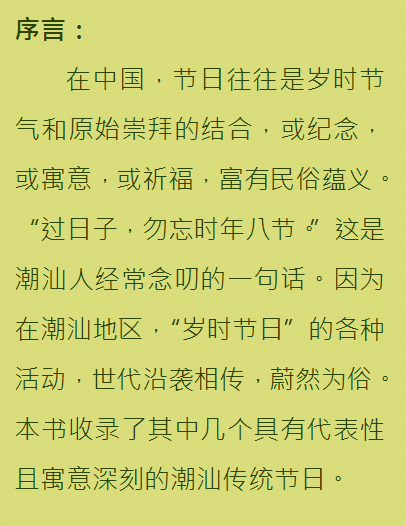 序言：
在中国，节日往往是岁时节
气和原始崇拜的结合，或纪念，
或寓意，或祈福，富有民俗蕴义。
“过日子，勿忘时年八节。”这是
潮汕人经常念叨的一句话。因为
在潮汕地区，“岁时节日”的各种
活动，世代沿袭相传，蔚然为俗。
本书收录了其中几个具有代表性
且寓意深刻的潮汕传统节日。